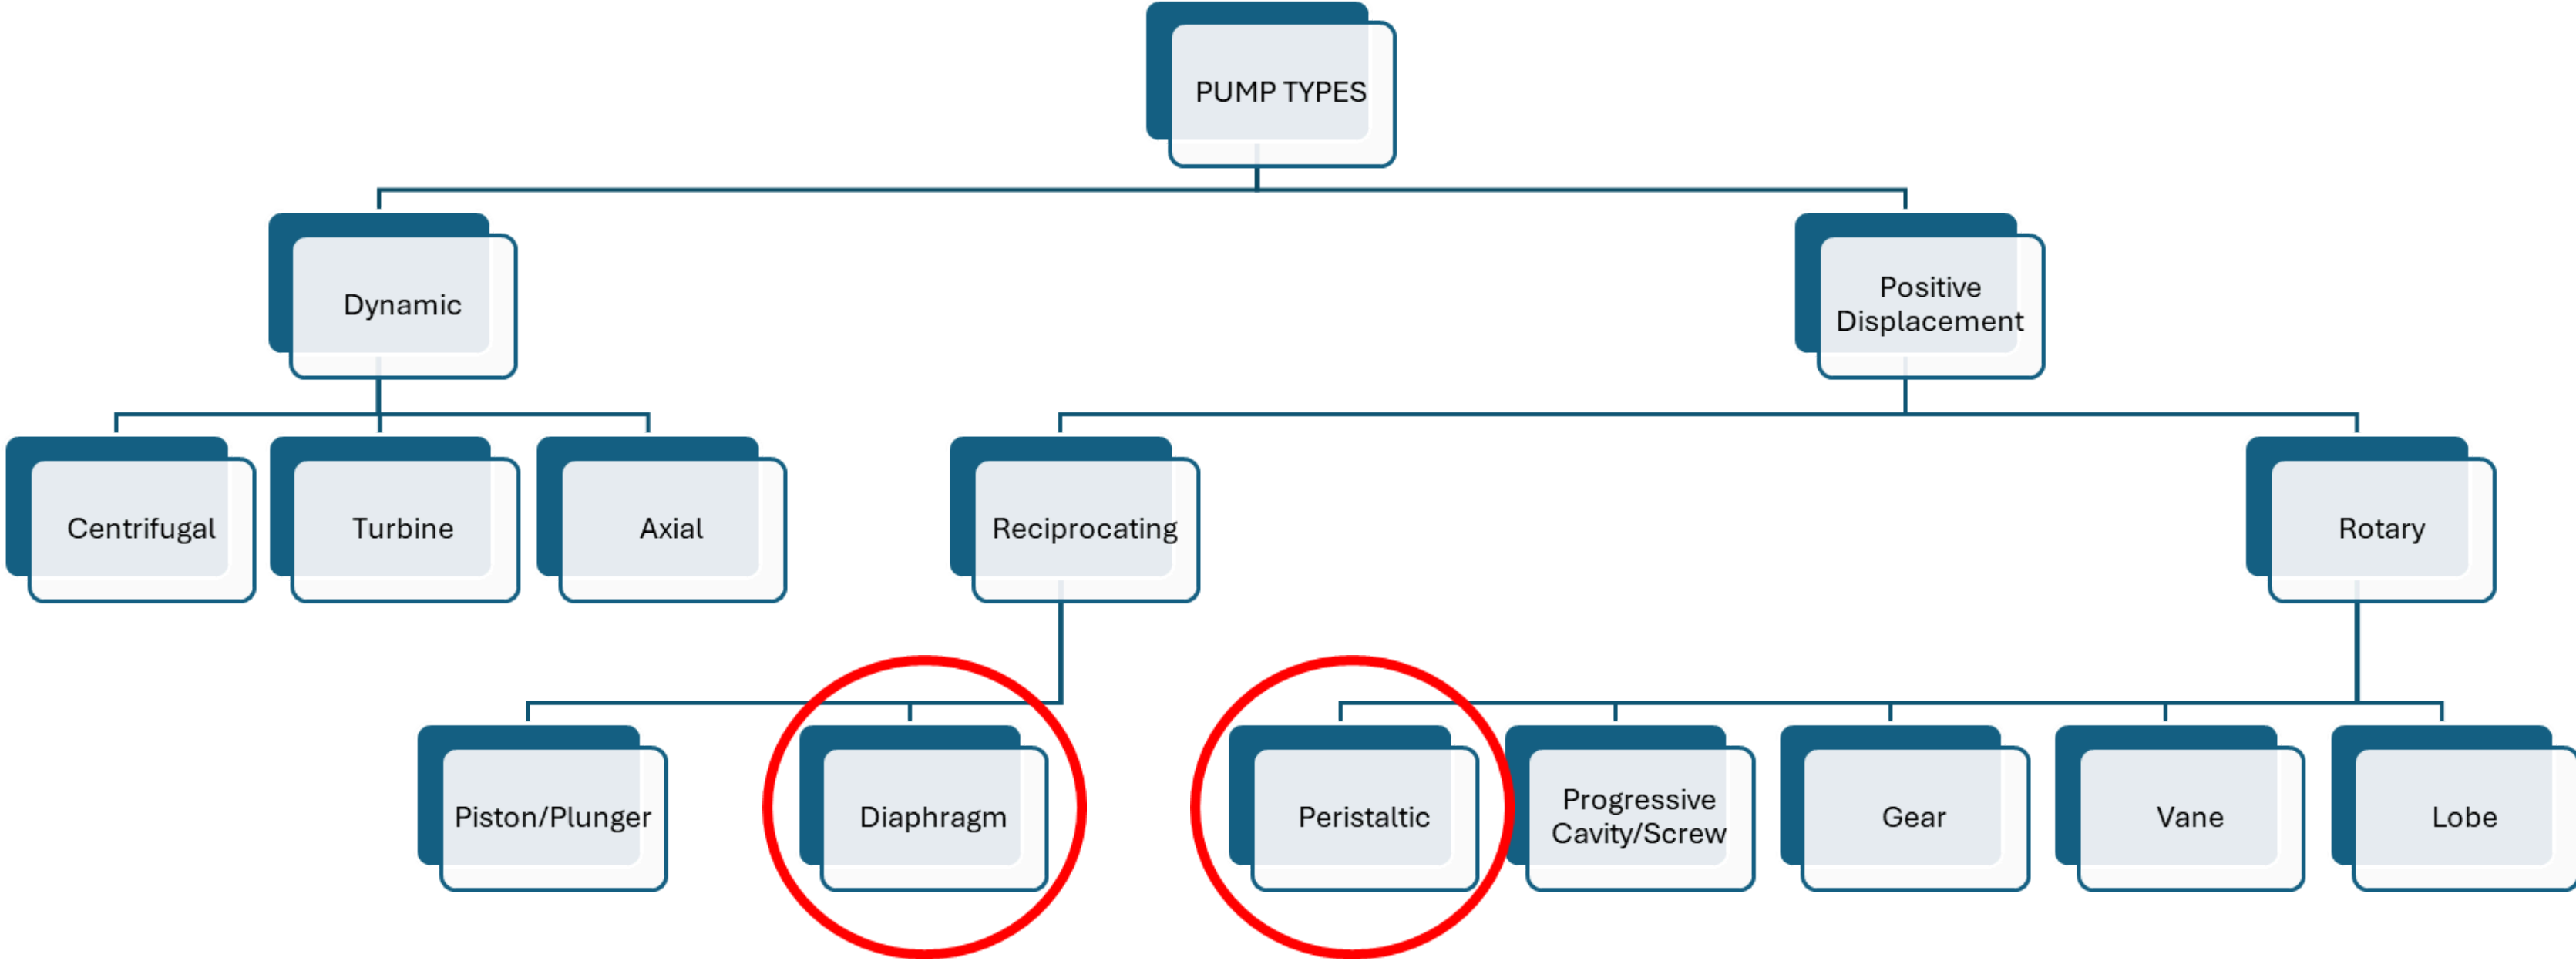 PUMP TYPES
Dynamic
Positive
Displacement
Centrifugal
Turbine
Axial
Reciprocating
Rotary
Piston/Plunger
Diaphragm
Peristaltic
Progressive
Cavity/Screw
Gear
Vane
Lobe